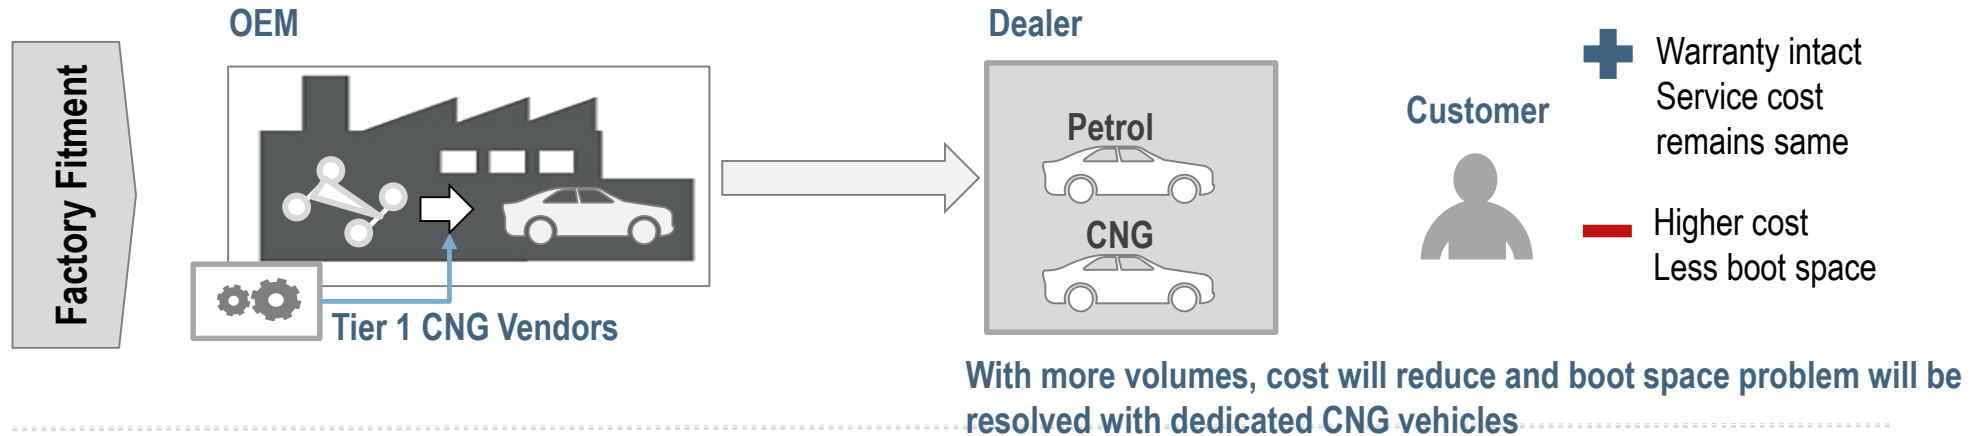 Factory Fitment
OEM
Tier 1 CNG Vendors
Dealer
Petrol
CNG
Customer
Warranty intact
Service cost
remains same
Higher cost
Less boot space
With more volumes, cost will reduce and boot space problem will be
resolved with dedicated CNG vehicles